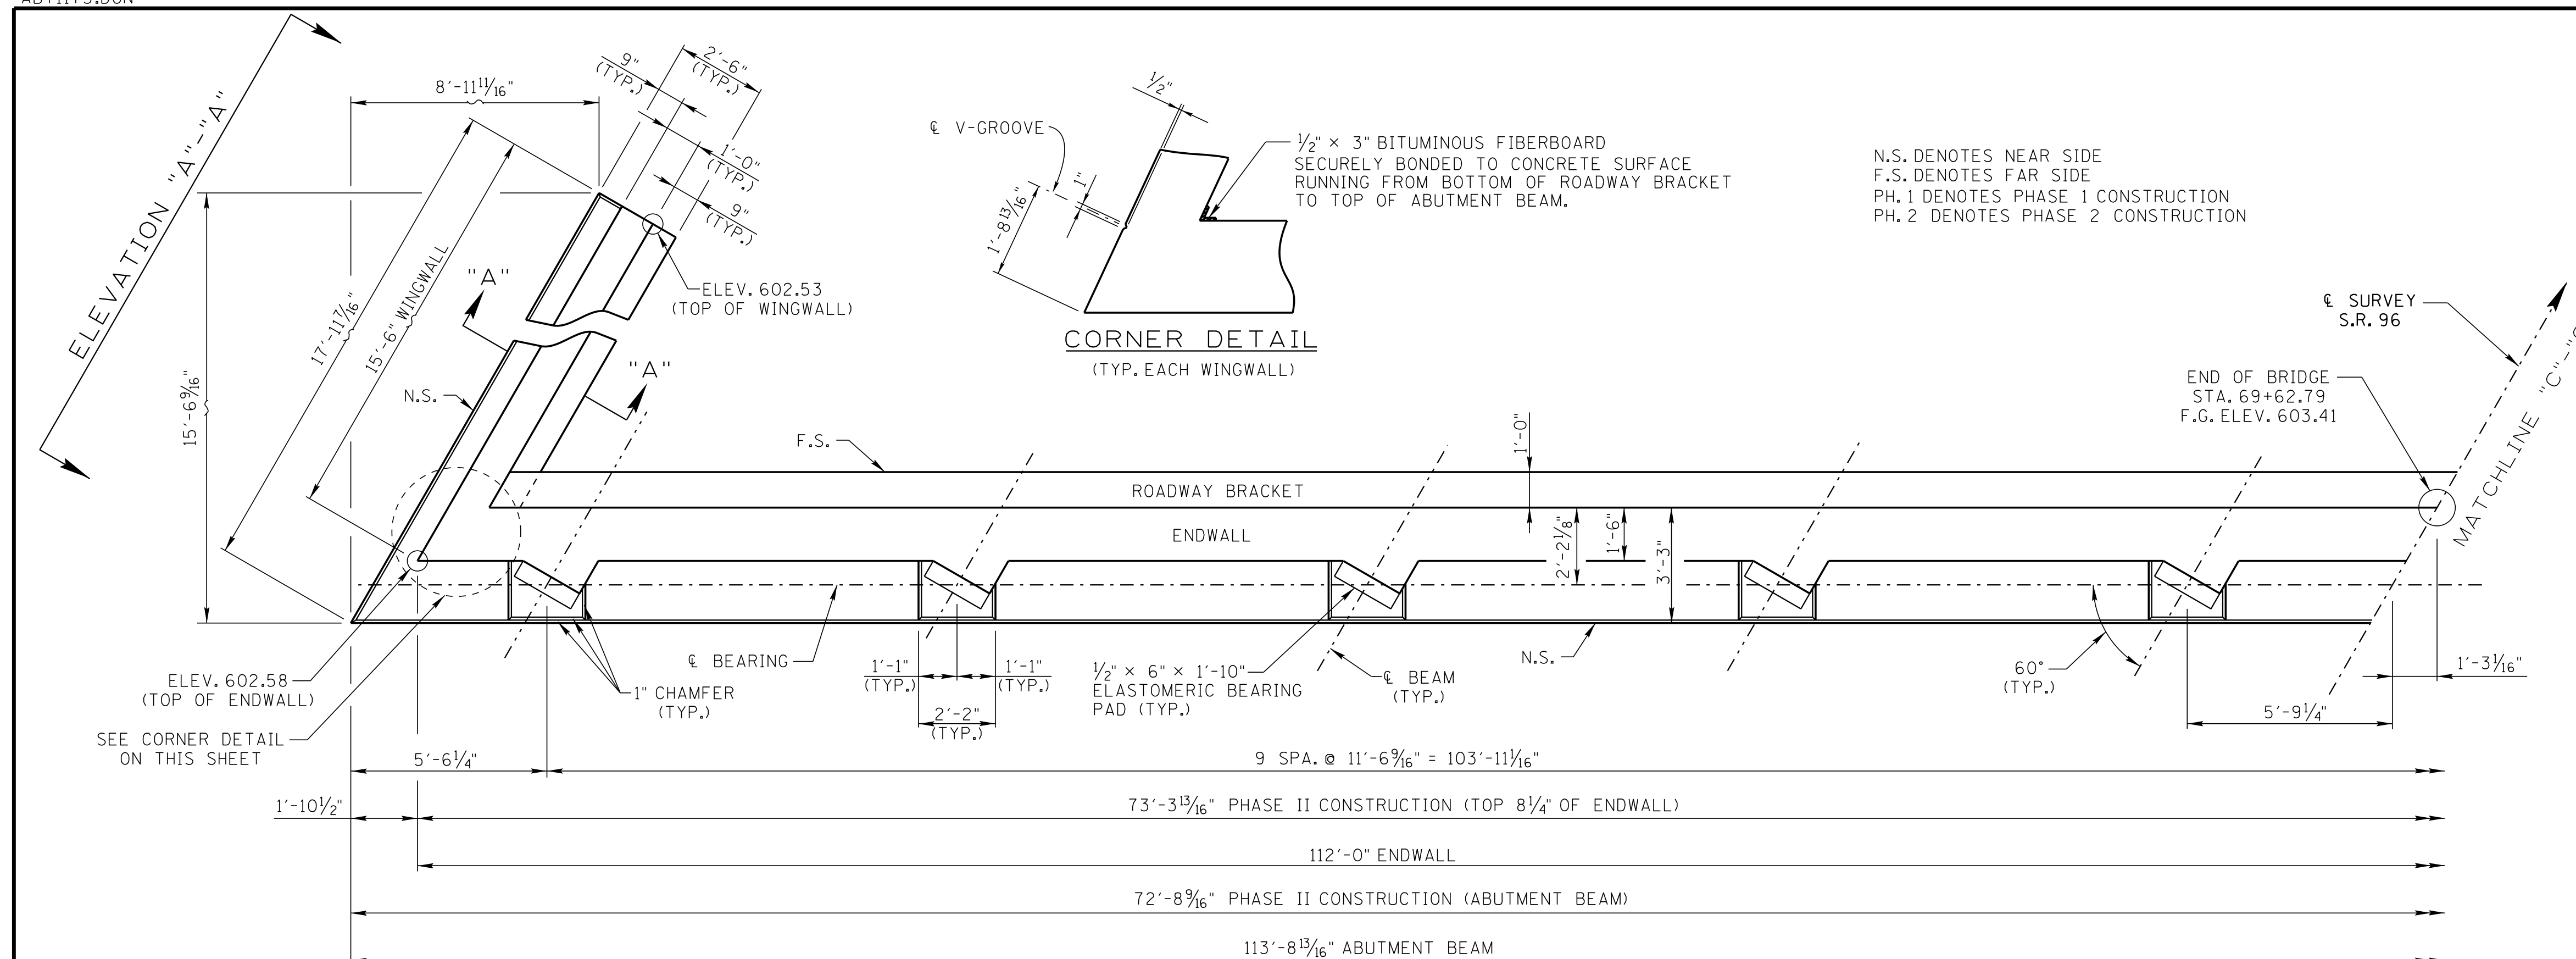 ELEVATION "A"-"A"
8'-11 11/16"
9"
(TYP.)
2'-6"
(TYP.)
1'-0"
(TYP.)
9"
(TYP.)
17'-11 7/16"
15'-6" WINGWALL
15'-6 9/16"
"A"
"A"
N.S.
ELEV. 602.53
(TOP OF WINGWALL)
℄ V-GROOVE
1/2"
1"
1'-8 13/16"
1/2" × 3" BITUMINOUS FIBERBOARD
SECURELY BONDED TO CONCRETE SURFACE
RUNNING FROM BOTTOM OF ROADWAY BRACKET
TO TOP OF ABUTMENT BEAM.
CORNER DETAIL
(TYP. EACH WINGWALL)
N.S. DENOTES NEAR SIDE
F.S. DENOTES FAR SIDE
PH. 1 DENOTES PHASE 1 CONSTRUCTION
PH. 2 DENOTES PHASE 2 CONSTRUCTION
℄ SURVEY
S.R. 96
END OF BRIDGE
STA. 69+62.79
F.G. ELEV. 603.41
MATCHLINE "C"-
F.S.
1'-0"
ROADWAY BRACKET
ENDWALL
2'-2 1/8"
1'-6"
3'-3"
℄ BEARING
1" CHAMFER
(TYP.)
1'-1"
(TYP.)
1'-1"
(TYP.)
2'-2"
(TYP.)
1/2" × 6" × 1'-10"
ELASTOMERIC BEARING
PAD (TYP.)
℄ BEAM
(TYP.)
N.S.
60°
(TYP.)
1'-3 1/16"
5'-9 1/4"
ELEV. 602.58
(TOP OF ENDWALL)
SEE CORNER DETAIL
ON THIS SHEET
5'-6 1/4"
9 SPA. @ 11'-6 9/16" = 103'-11 1/16"
1'-10 1/2"
73'-3 13/16" PHASE II CONSTRUCTION (TOP 8 1/4" OF ENDWALL)
112'-0" ENDWALL
72'-8 9/16" PHASE II CONSTRUCTION (ABUTMENT BEAM)
113'-8 13/16" ABUTMENT BEAM